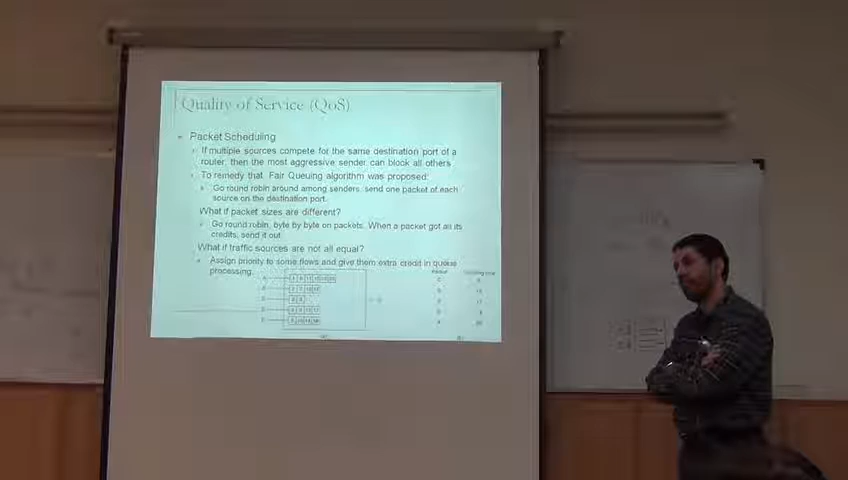 Quality of Service (QoS)
Packet Scheduling
If multiple sources compete for the same destination port of a
router, then the most aggressive sender can block all others
To remedy that Fair Queuing algorithm was proposed:
Go round robin around among senders, send one packet of each
source on the destination port.
What if packet sizes are different?
Go round robin, byte by byte on packets. When a packet got all its
credits, send it out.
What if traffic sources are not all equal?
Assign priority to some flows and give them extra credit in queue
processing.